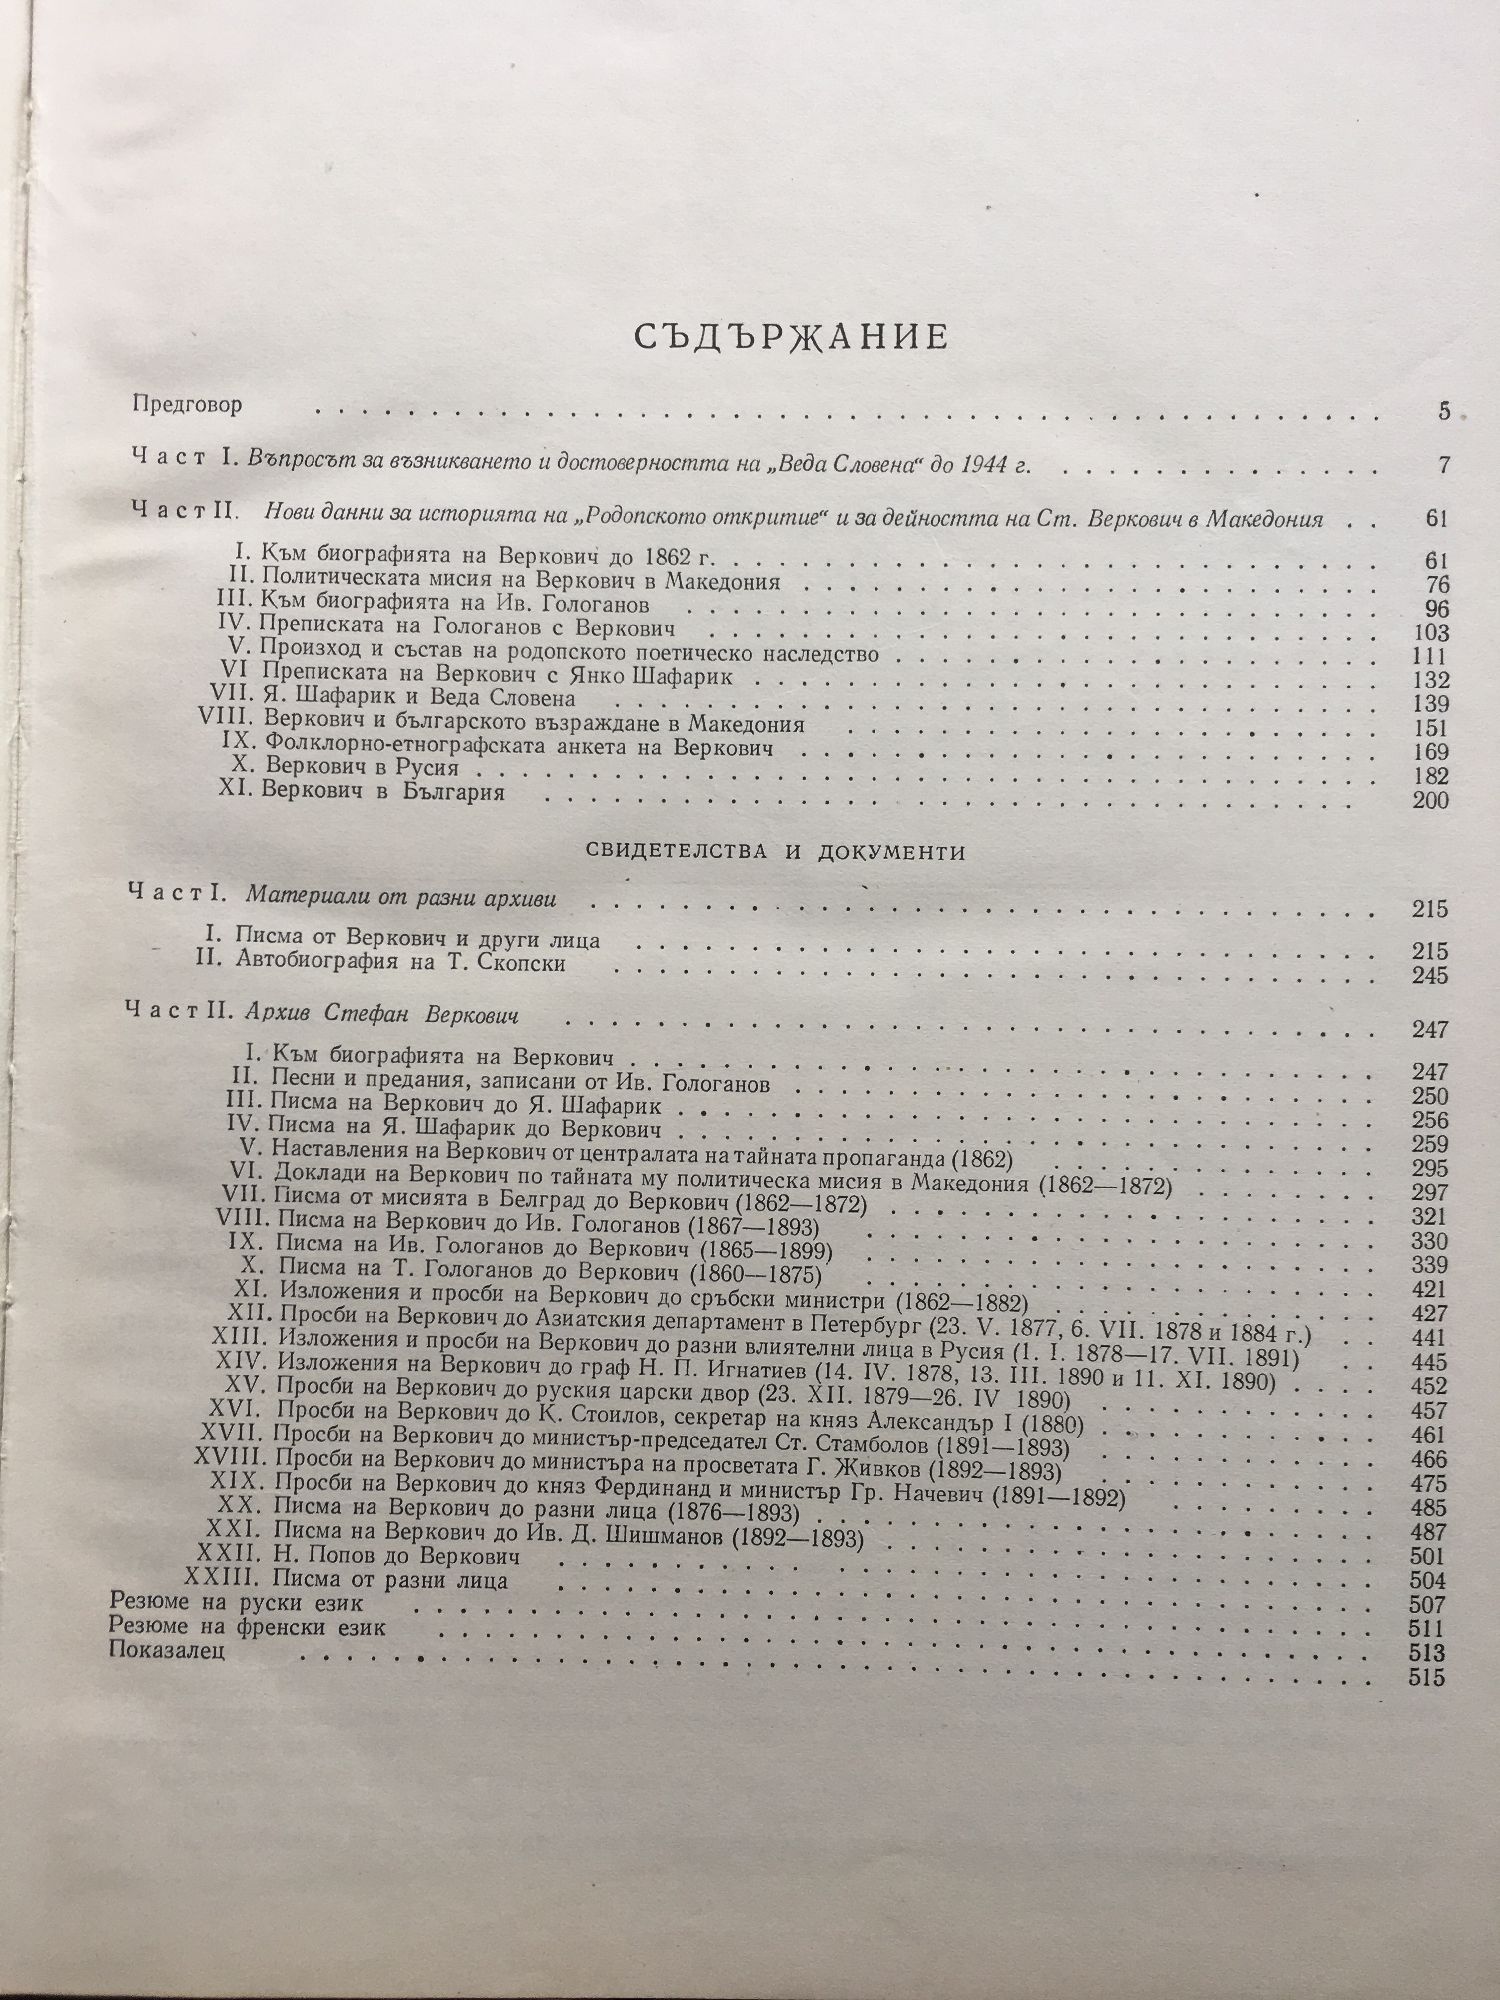 СЪДЪРЖАНИЕ
Предговор . . . . . . . . . . 5
Част I. Въпросът за възникването и достоверността на „Веда Словена“ до 1944 г. . . . . . . . . . . 7
Част II. Нови данни за историята на „Родопското откритие“ и за дейността на Ст. Веркович в Македония . . 61
I. Към биографията на Веркович до 1862 г. . . . . . . . . . . 61
II. Политическата мисия на Веркович в Македония . . . . . . . . . . 76
III. Към биографията на Ив. Гологанов . . . . . . . . . . 96
IV. Преписката на Гологанов с Веркович . . . . . . . . . . 103
V. Произход и състав на родопското поетическо наследство . . . . . . . . . . 111
VI Преписката на Веркович с Янко Шафарик . . . . . . . . . . 132
VII. Я. Шафарик и Веда Словена . . . . . . . . . . 139
VIII. Веркович и българското възраждане в Македония . . . . . . . . . . 151
IX. Фолклорно-етнографската анкета на Веркович . . . . . . . . . . 169
X. Веркович в Русия . . . . . . . . . . 182
XI. Веркович в България . . . . . . . . . . 200
СВИДЕТЕЛСТВА И ДОКУМЕНТИ
Част I. Материали от разни архиви . . . . . . . . . . 215
I. Писма от Веркович и други лица . . . . . . . . . . 215
II. Автобиография на Т. Скопски . . . . . . . . . . 245
Част II. Архив Стефан Веркович . . . . . . . . . . 247
I. Към биографията на Веркович . . . . . . . . . . 247
II. Песни и предания, записани от Ив. Гологанов . . . . . . . . . . 250
III. Писма на Веркович до Я. Шафарик . . . . . . . . . . 256
IV. Писма на Я. Шафарик до Веркович . . . . . . . . . . 259
V. Наставления на Веркович от централата на тайната пропаганда (1862) . . . . . . . . . . 295
VI. Доклади на Веркович по тайната му политическа мисия в Македония (1862—1872) . . . . . . . . 297
VII. Писма от мисията в Белград до Веркович (1862—1872) . . . . . . . . . . 321
VIII. Писма на Веркович до Ив. Гологанов (1867—1893) . . . . . . . . . . 330
IX. Писма на Ив. Гологанов до Веркович (1865—1899) . . . . . . . . . . 339
X. Писма на Т. Гологанов до Веркович (1860—1875) . . . . . . . . . . 421
XI. Изложения и просби на Веркович до сръбски министри (1862—1882) . . . . . . . . . . 427
XII. Просби на Веркович до Азиатския департамент в Петербург (23. V. 1877, 6. VII. 1878 и 1884 г.) . . 441
XIII. Изложения и просби на Веркович до разни влиятелни лица в Русия (1. I. 1878—17. VII. 1891) . . 445
XIV. Изложения на Веркович до граф Н. П. Игнатиев (14. IV. 1878, 13. III. 1890 и 11. XI. 1890) . . . . 452
XV. Просби на Веркович до руския царски двор (23. XII. 1879—26. IV 1890) . . . . . . . . . . 457
XVI. Просби на Веркович до К. Стоилов, секретар на княз Александър I (1880) . . . . . . . . . . 461
XVII. Просби на Веркович до министър-председател Ст. Стамболов (1891—1893) . . . . . . . . . . 466
XVIII. Просби на Веркович до министъра на просветата Г. Живков (1892—1893) . . . . . . . . . . 475
XIX. Просби на Веркович до княз Фердинанд и министър Гр. Начевич (1891—1892) . . . . . . . . . 485
XX. Писма на Веркович до разни лица (1876—1893) . . . . . . . . . . 487
XXI. Писма на Веркович до Ив. Д. Шишманов (1892—1893) . . . . . . . . . . 501
XXII. Н. Попов до Веркович . . . . . . . . . . 504
XXIII. Писма от разни лица . . . . . . . . . . 507
Резюме на руски език . . . . . . . . . . 511
Резюме на френски език . . . . . . . . . . 513
Показалец . . . . . . . . . . 515